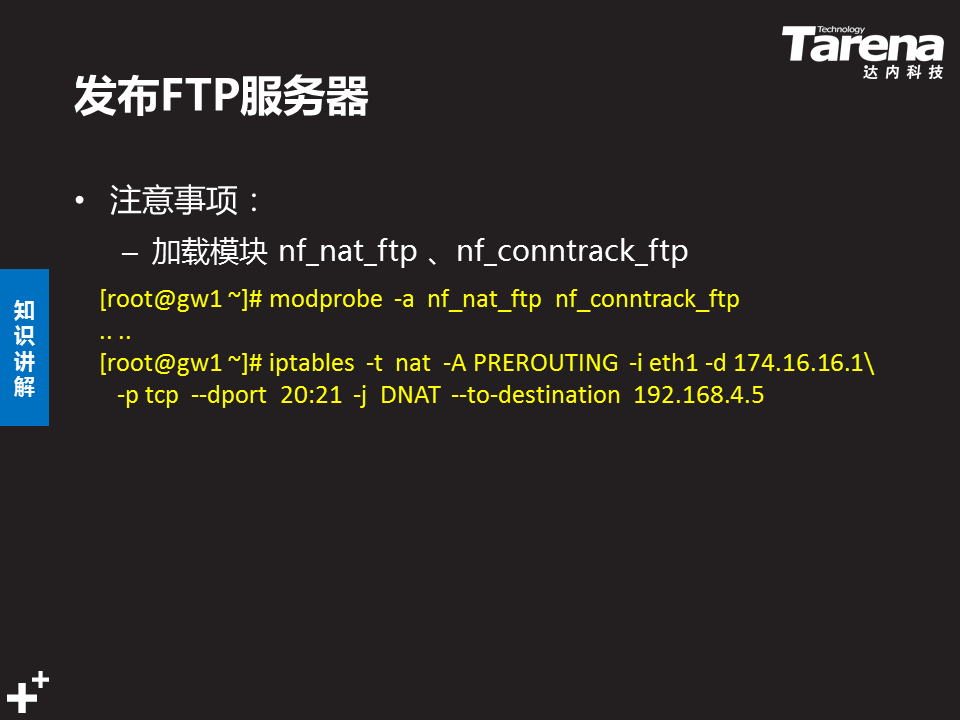 Technology
Tarena
达内科技
发布FTP服务器
• 注意事项：
– 加载模块 nf_nat_ftp 、nf_conntrack_ftp
知识讲解
[root@gw1 ~]# modprobe -a nf_nat_ftp nf_conntrack_ftp
.. ..
[root@gw1 ~]# iptables -t nat -A PREROUTING -i eth1 -d 174.16.16.1\
-p tcp --dport 20:21 -j DNAT --to-destination 192.168.4.5